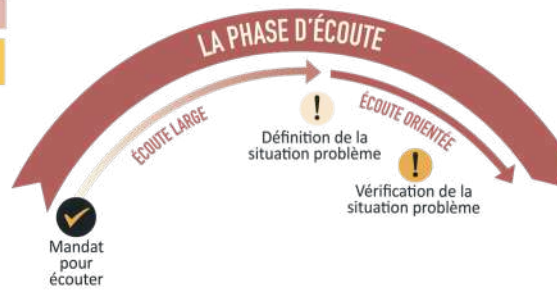 LA PHASE D'ÉCOUTE
ÉCOUTE LARGE
ÉCOUTE ORIENTÉE
!
Définition de la
situation problème
!
Vérification de la
situation problème
Mandat
pour
écouter